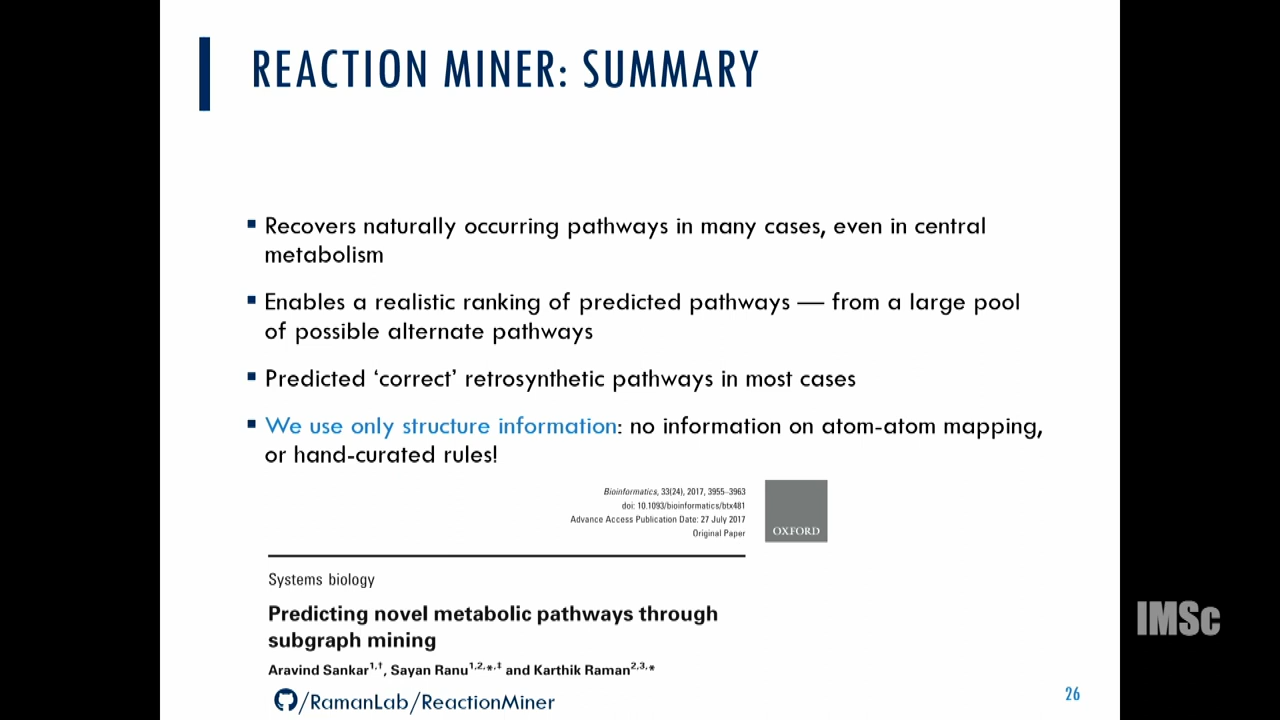 REACTION MINER: SUMMARY
▪ Recovers naturally occurring pathways in many cases, even in central
metabolism
▪ Enables a realistic ranking of predicted pathways — from a large pool
of possible alternate pathways
▪ Predicted ‘correct’ retrosynthetic pathways in most cases
▪ We use only structure information: no information on atom-atom mapping,
or hand-curated rules!
Bioinformatics, 33(24), 2017, 3955–3963
doi: 10.1093/bioinformatics/btx481
Advance Access Publication Date: 27 July 2017
Original Paper
OXFORD
Systems biology
Predicting novel metabolic pathways through
subgraph mining
Aravind Sankar1,†, Sayan Ranu1,2,*,‡ and Karthik Raman2,3,*
/RamanLab/ReactionMiner
26
IMSc